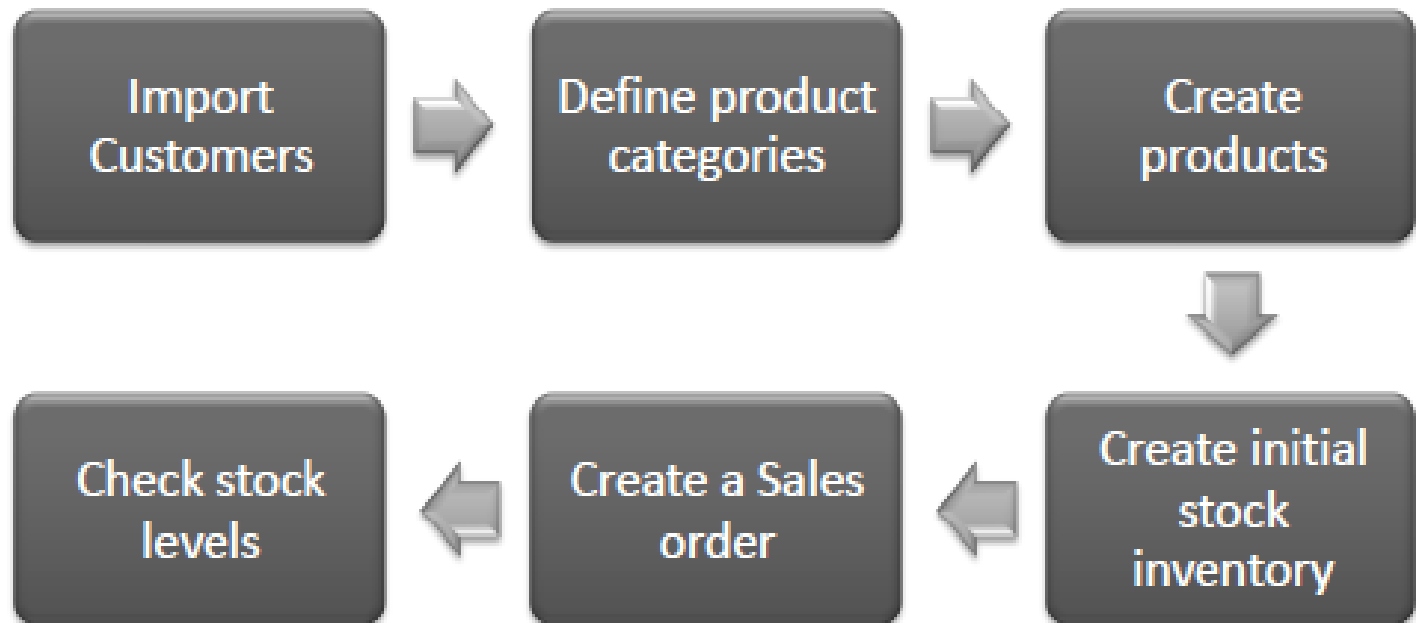 Import
Customers
Define product
categories
Create
products
Create initial
stock
inventory
Create a Sales
order
Check stock
levels